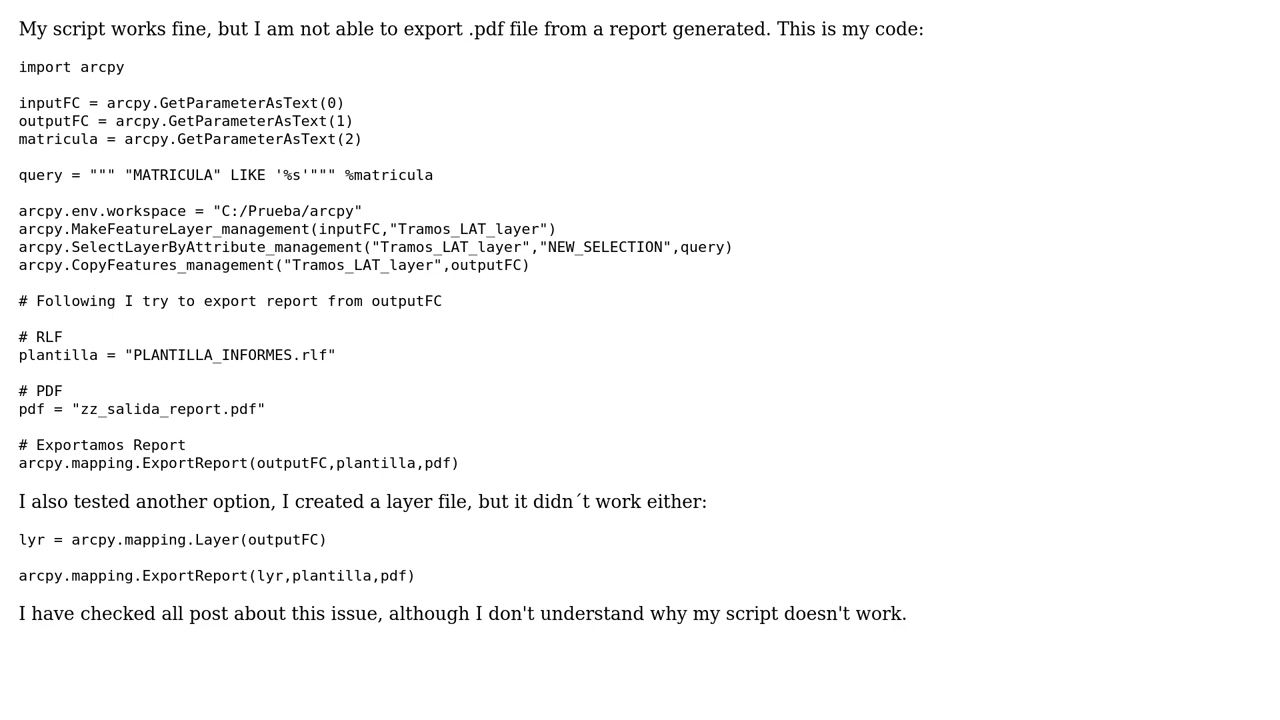 My script works fine, but I am not able to export .pdf file from a report generated. This is my code:
import arcpy
inputFC = arcpy.GetParameterAsText(0)
outputFC = arcpy.GetParameterAsText(1)
matricula = arcpy.GetParameterAsText(2)
query = """ "MATRICULA" LIKE '%s'""" %matricula
arcpy.env.workspace = "C:/Prueba/arcpy"
arcpy.MakeFeatureLayer_management(inputFC,"Tramos_LAT_layer")
arcpy.SelectLayerByAttribute_management("Tramos_LAT_layer","NEW_SELECTION",query)
arcpy.CopyFeatures_management("Tramos_LAT_layer",outputFC)
# Following I try to export report from outputFC
# RLF
plantilla = "PLANTILLA_INFORMES.rlf"
# PDF
pdf = "zz_salida_report.pdf"
# Exportamos Report
arcpy.mapping.ExportReport(outputFC,plantilla,pdf)
I also tested another option, I created a layer file, but it didn´t work either:
lyr = arcpy.mapping.Layer(outputFC)
arcpy.mapping.ExportReport(lyr,plantilla,pdf)
I have checked all post about this issue, although I don't understand why my script doesn't work.